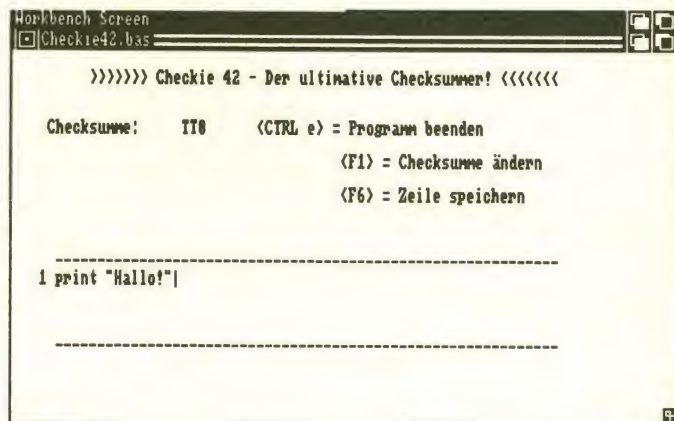 Workbench Screen
Checkie42.bas
>>>>>>> Checkie 42 - Der ultimative Checksummer! <<<<<<<
Checksumme: TT8 <CTRL e> = Programm beenden
<F1> = Checksumme ändern
<F6> = Zeile speichern
1 print "Hallo!"|